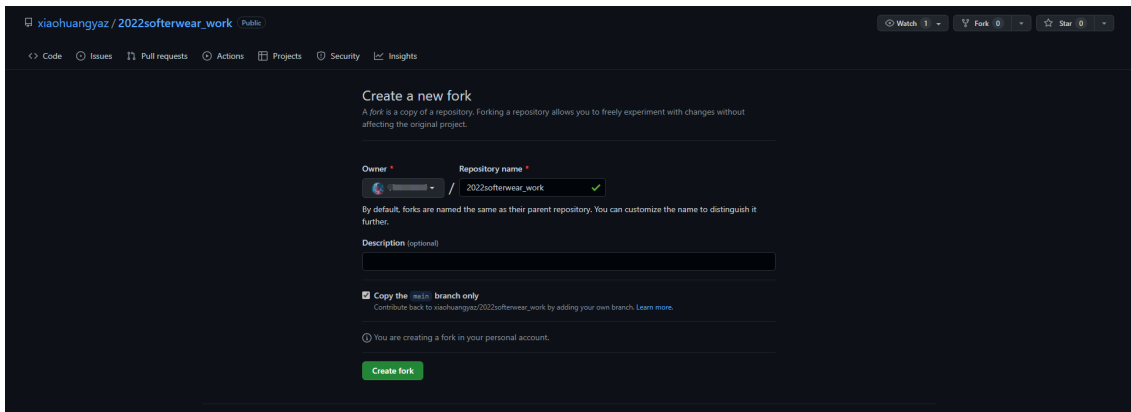 xiaohuangyaz / 2022softerwear_work Public
Watch 1 Fork 0 Star 0
Code Issues Pull requests Actions Projects Security Insights
Create a new fork
A fork is a copy of a repository. Forking a repository allows you to freely experiment with changes without
affecting the original project.
Owner * Repository name *
/ 2022softerwear_work
By default, forks are named the same as their parent repository. You can customize the name to distinguish it
further.
Description (optional)
Copy the main branch only
Contribute back to xiaohuangyaz/2022softerwear_work by adding your own branch. Learn more.
You are creating a fork in your personal account.
Create fork